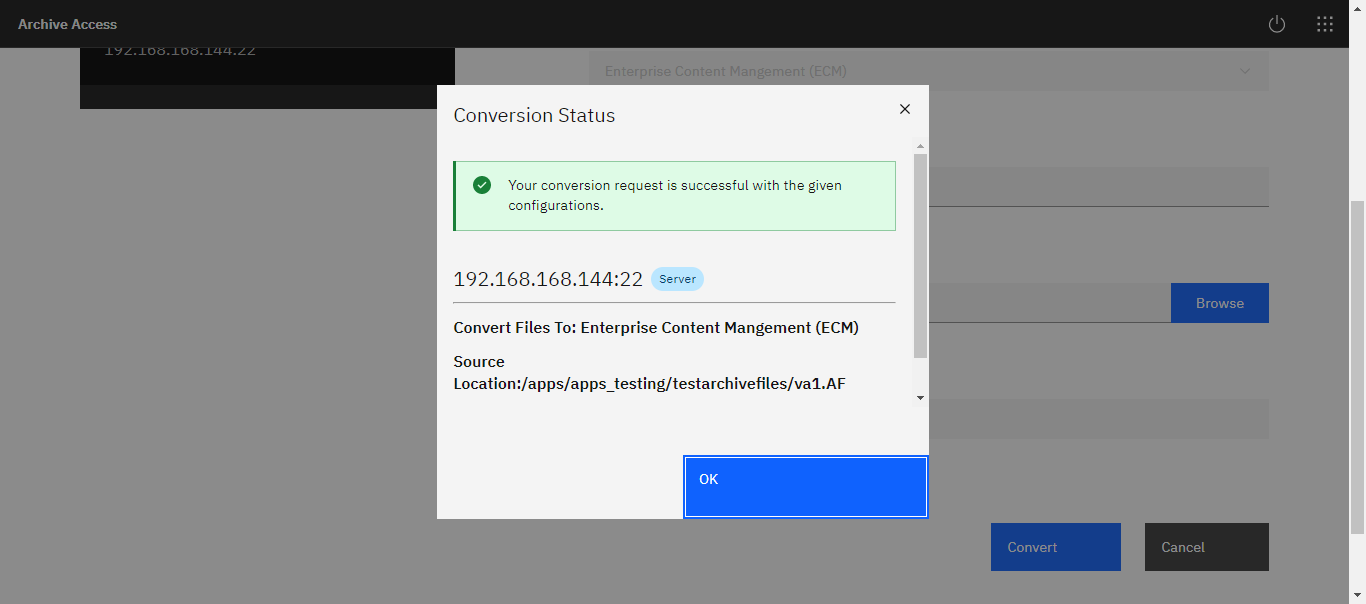 Archive Access
192.168.168.144:22
Enterprise Content Mangement (ECM)
Conversion Status
Your conversion request is successful with the given
configurations.
192.168.168.144:22 Server
Convert Files To: Enterprise Content Mangement (ECM)
Source
Location:/apps/apps_testing/testarchivefiles/va1.AF
Browse
OK
Convert
Cancel